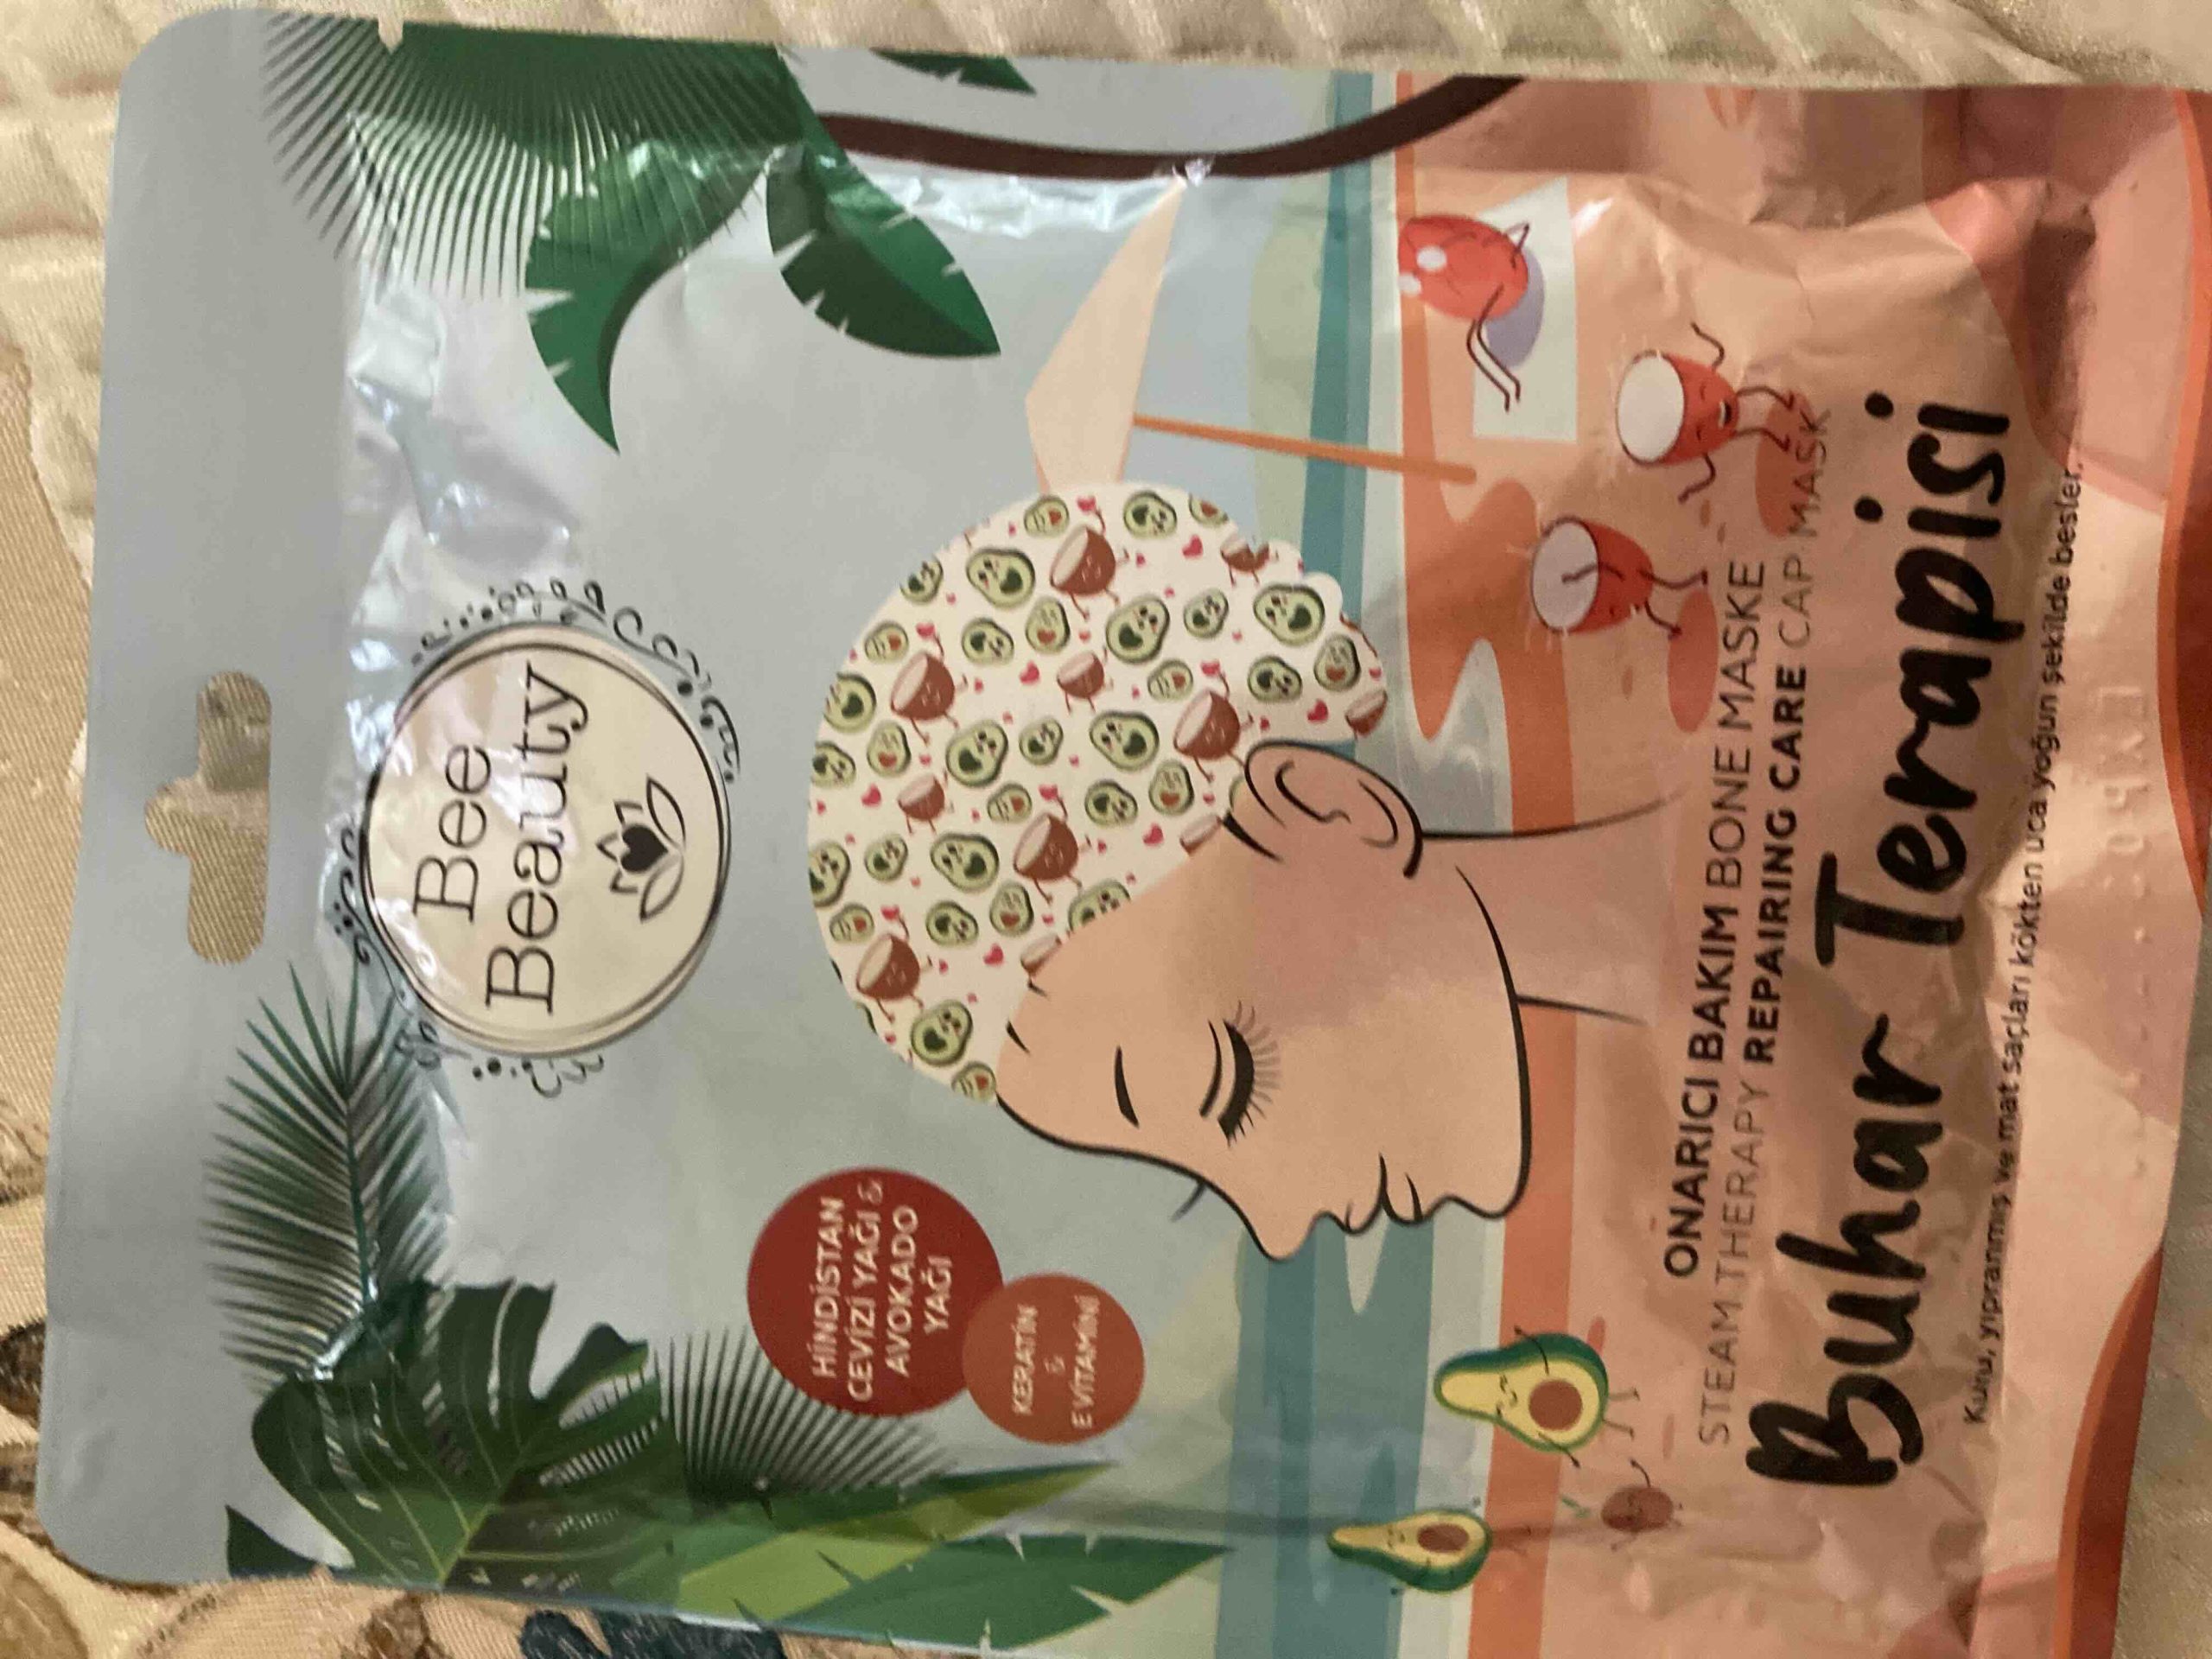 Bee
Beauty
HİNDİSTAN
CEVİZİ YAĞI &
AVOKADO
YAĞI
KERATİN
&
E VİTAMİNİ
ONARICI BAKIM BONE MASKE
STEAM THERAPY REPAIRING CARE CAP MASK
Buhar Terapisi
Kuru, yıpranmış ve mat saçları kökten uca yoğun şekilde besler.